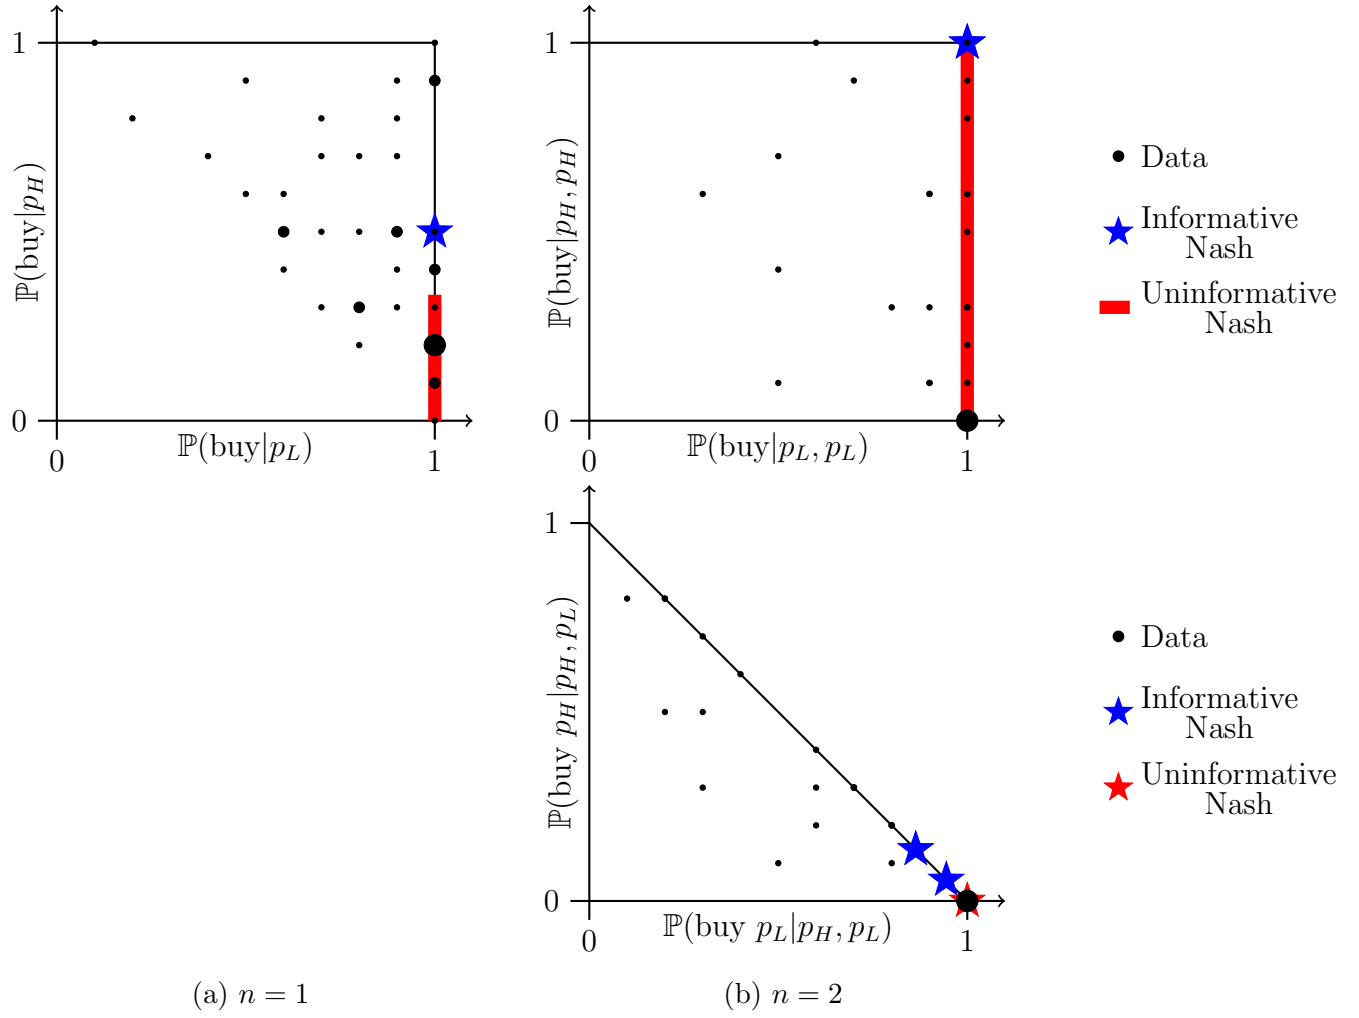 1
ℙ(buy|p_H)
0
ℙ(buy|p_L)
0
1
1
ℙ(buy|p_H, p_H)
0
ℙ(buy|p_L, p_L)
0
1
Data
Informative
Nash
Uninformative
Nash
1
ℙ(buy p_H|p_H, p_L)
0
ℙ(buy p_L|p_H, p_L)
0
1
Data
Informative
Nash
Uninformative
Nash
(a) n = 1
(b) n = 2